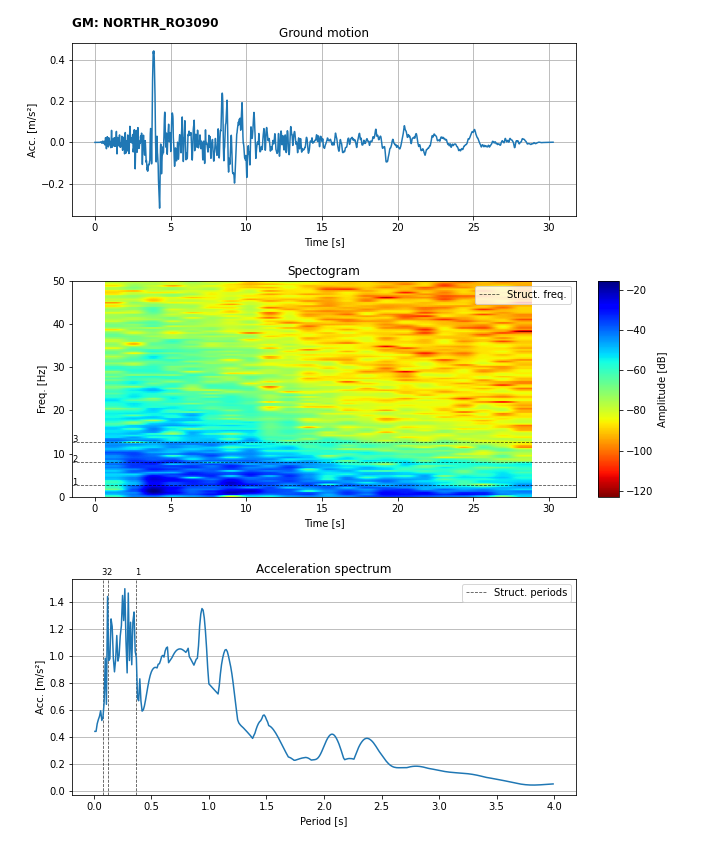 GM: NORTHR_RO3090
Ground motion
Acc. [m/s²]
0.4
0.2
0.0
−0.2
0 5 10 15 20 25 30
Time [s]
Spectogram
Struct. freq.
Freq. [Hz]
50
40
30
20
10
0
3
2
1
0 5 10 15 20 25 30
Time [s]
−20
−40
−60
−80
−100
−120
Amplitude [dB]
Acceleration spectrum
3 2 1
Struct. periods
Acc. [m/s²]
1.4
1.2
1.0
0.8
0.6
0.4
0.2
0.0
0.0 0.5 1.0 1.5 2.0 2.5 3.0 3.5 4.0
Period [s]